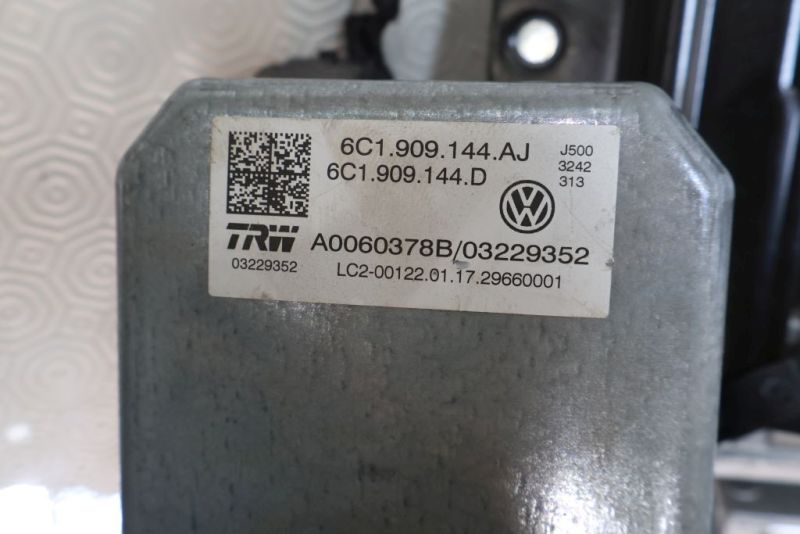 6C1.909.144.AJ
6C1.909.144.D
J500
3242
313
TRW
A0060378B/03229352
03229352
LC2-00122.01.17.29660001